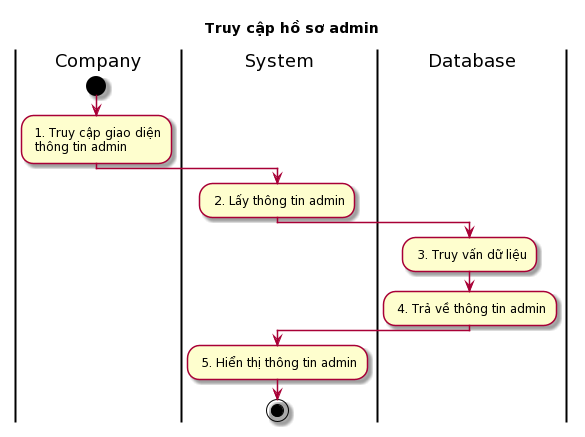 Truy cập hồ sơ admin
Company
System
Database
1. Truy cập giao diện
thông tin admin
2. Lấy thông tin admin
3. Truy vấn dữ liệu
4. Trả về thông tin admin
5. Hiển thị thông tin admin